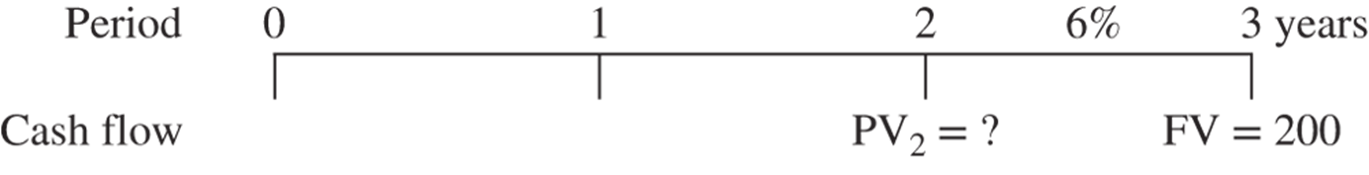 Period 0 1 2 6% 3 years
Cash flow PV₂ = ? FV = 200